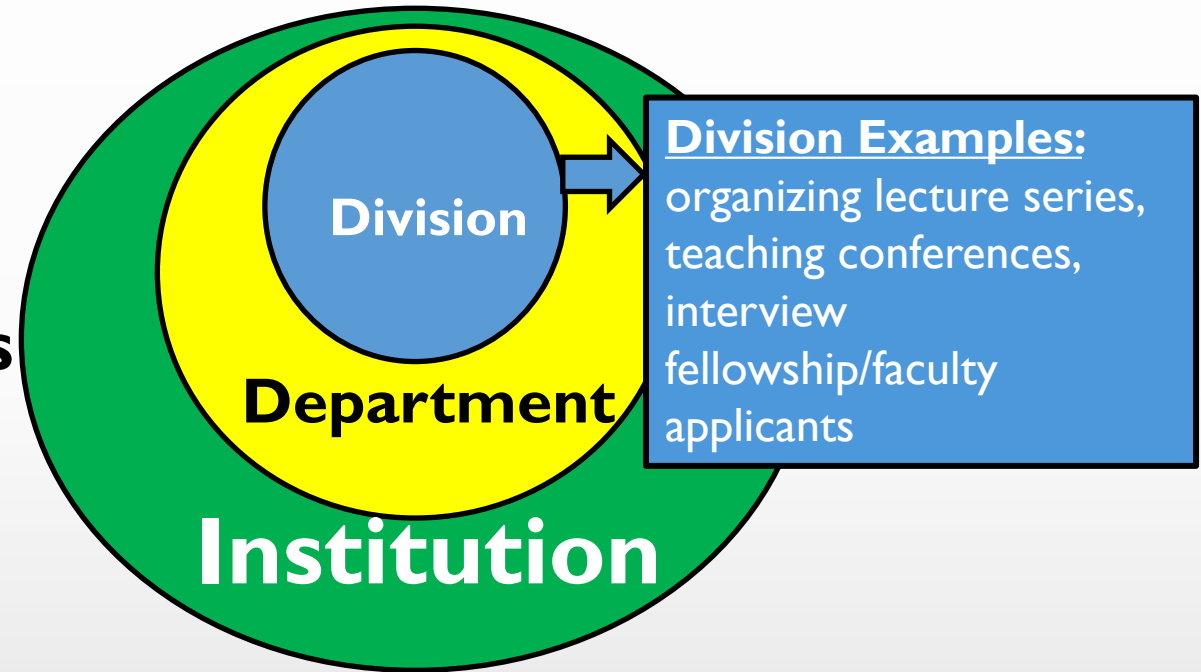 Division
Division Examples:
organizing lecture series,
teaching conferences,
interview
fellowship/faculty
applicants
s
Department
Institution